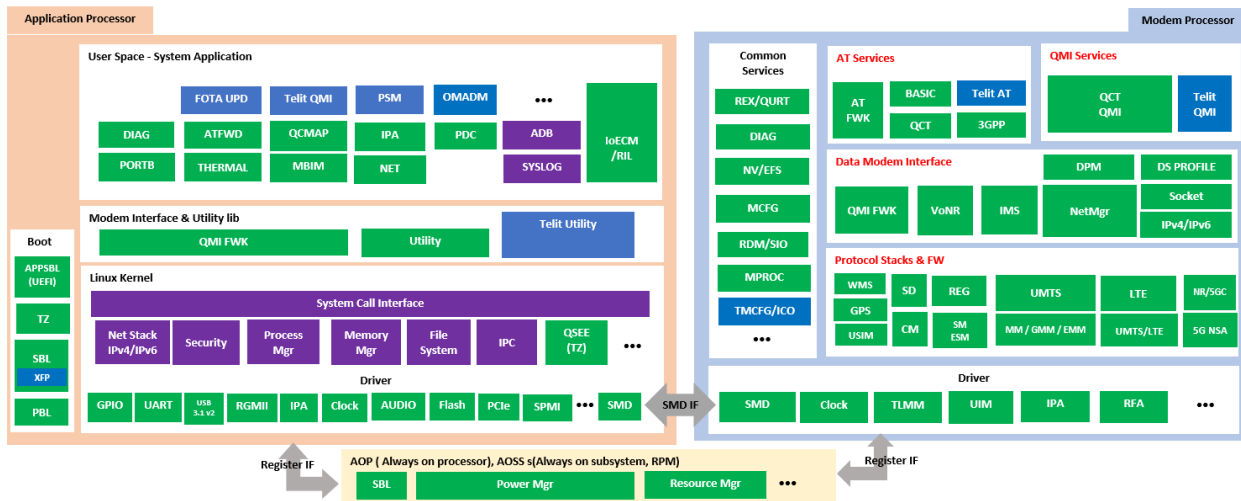 Application Processor
Modem Processor
User Space - System Application
FOTA UPD
Telit QMI
PSM
OMADM
•••
IoECM
/RIL
DIAG
ATFWD
QCMAP
IPA
PDC
ADB
PORTB
THERMAL
MBIM
NET
SYSLOG
Modem Interface & Utility lib
QMI FWK
Utility
Telit Utility
Boot
APPSBL
(UEFI)
TZ
SBL
XFP
PBL
Linux Kernel
System Call Interface
Net Stack
IPv4/IPv6
Security
Process
Mgr
Memory
Mgr
File
System
IPC
QSEE
(TZ)
•••
Driver
GPIO
UART
USB
3.1 v2
RGMII
IPA
Clock
AUDIO
Flash
PCIe
SPMI
•••
SMD
SMD IF
Common
Services
REX/QURT
DIAG
NV/EFS
MCFG
RDM/SIO
MPROC
TMCFG/ICO
•••
AT Services
AT
FWK
BASIC
Telit AT
QCT
3GPP
QMI Services
QCT
QMI
Telit
QMI
Data Modem Interface
DPM
DS PROFILE
QMI FWK
VoNR
IMS
NetMgr
Socket
IPv4/IPv6
Protocol Stacks & FW
WMS
SD
REG
UMTS
LTE
NR/5GC
GPS
USIM
CM
SM
ESM
MM / GMM / EMM
UMTS/LTE
5G NSA
Driver
SMD
Clock
TLMM
UIM
IPA
RFA
•••
Register IF
Register IF
AOP ( Always on processor), AOSS s(Always on subsystem, RPM)
SBL
Power Mgr
Resource Mgr
•••